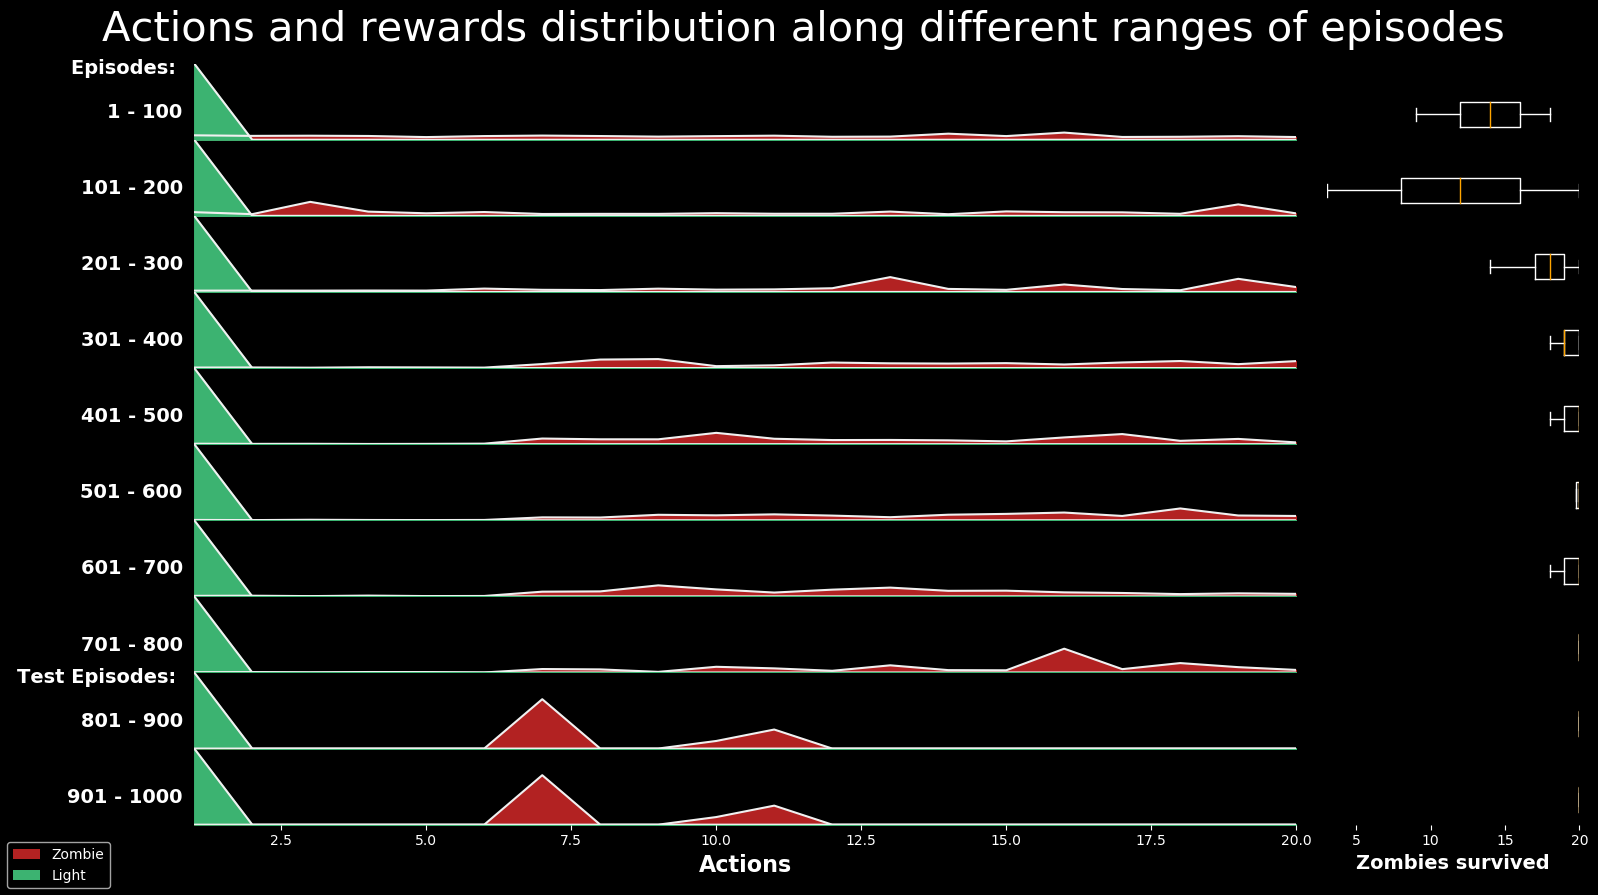 Actions and rewards distribution along different ranges of episodes
Episodes:
1 - 100
101 - 200
201 - 300
301 - 400
401 - 500
501 - 600
601 - 700
701 - 800
Test Episodes:
801 - 900
901 - 1000
2.5 5.0 7.5 10.0 12.5 15.0 17.5 20.0
Actions
5 10 15 20
Zombies survived
Zombie
Light